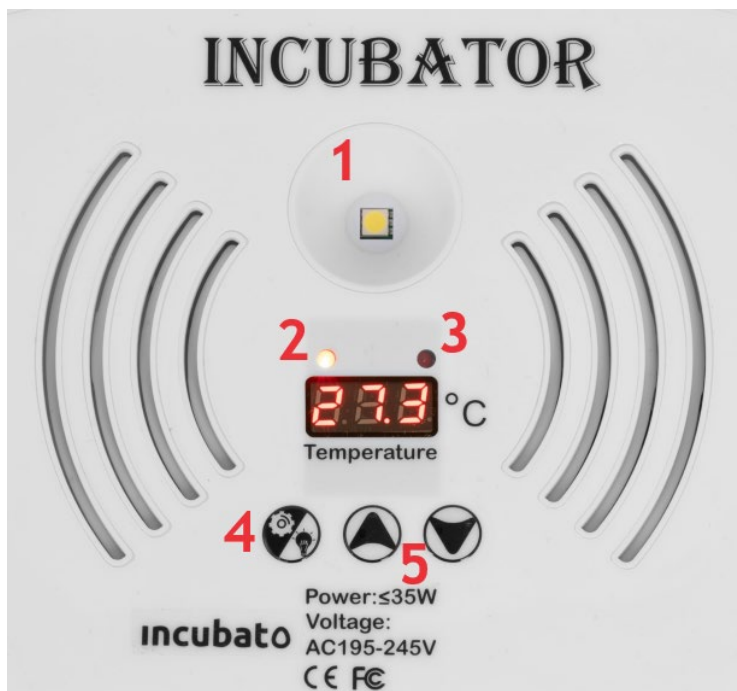 INCUBATOR
1
2
3
27.3
°C
Temperature
4
5
Power:≤35W
Voltage:
incubato
AC195-245V
CE FC